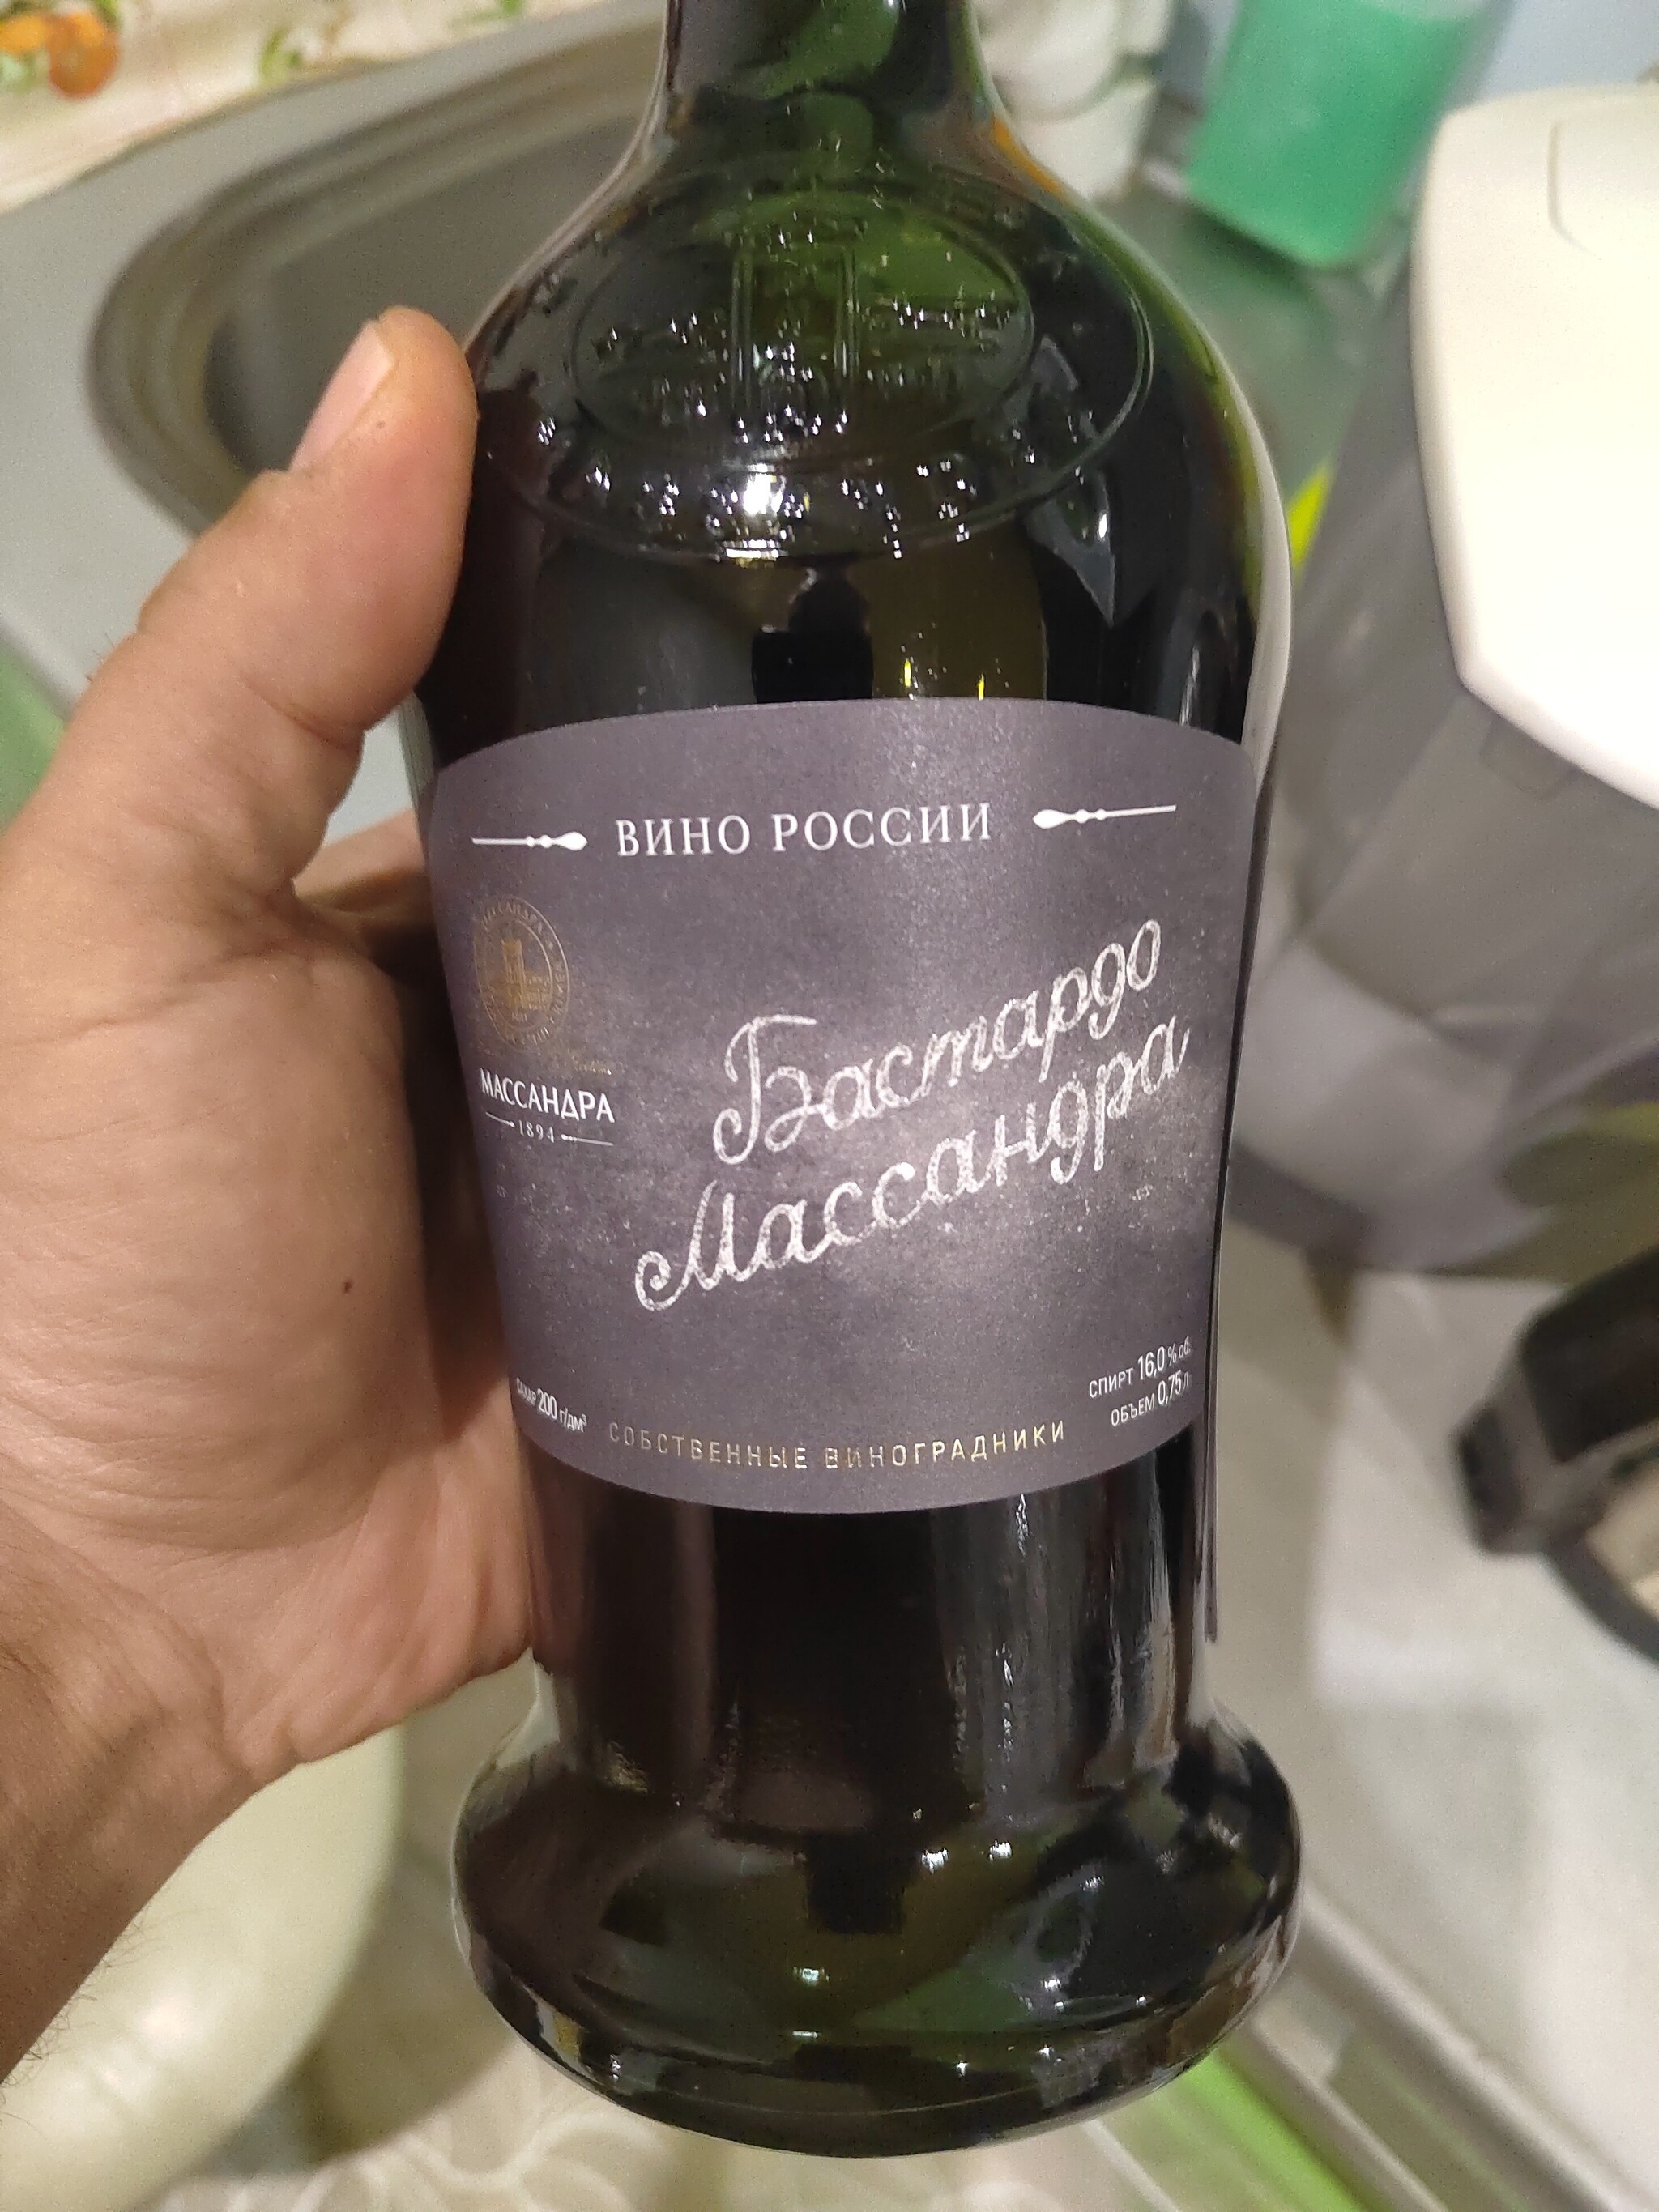 ВИНО РОССИИ
МАССАНДРА
1894
Бастардо
Массандра
САХАР 200 г/дм³
СПИРТ 16,0 % об.
ОБЪЕМ 0,75 л
СОБСТВЕННЫЕ ВИНОГРАДНИКИ